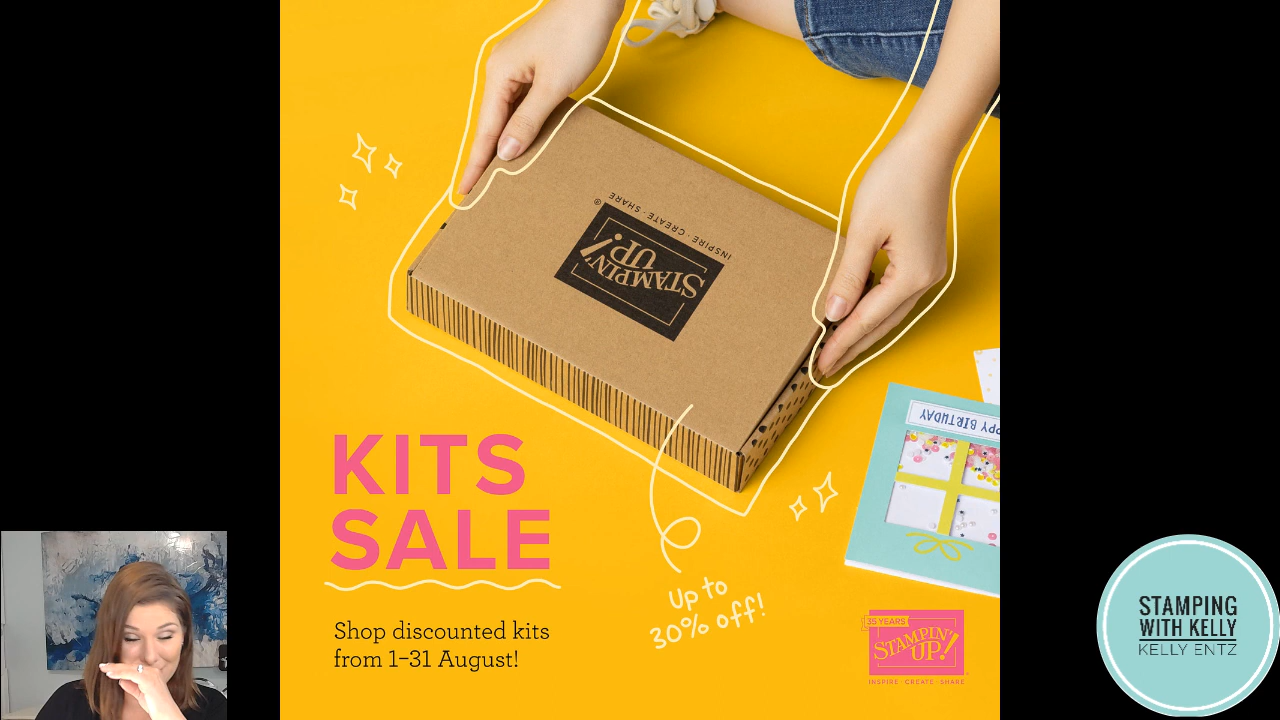 INSPIRE · CREATE · SHARE
STAMPIN'
UP!
®
PPY BIRTHDAY
KITS
SALE
Up to
30% off!
Shop discounted kits
from 1–31 August!
35 YEARS
STAMPIN'
UP!
INSPIRE · CREATE · SHARE
STAMPING
WITH KELLY
KELLY ENTZ